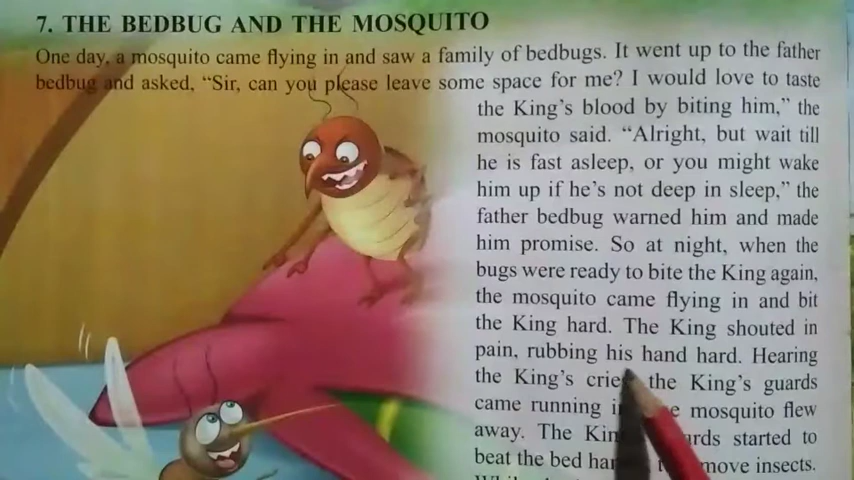 7. THE BEDBUG AND THE MOSQUITO
One day, a mosquito came flying in and saw a family of bedbugs. It went up to the father
bedbug and asked, “Sir, can you please leave some space for me? I would love to taste
the King’s blood by biting him,” the
mosquito said. “Alright, but wait till
he is fast asleep, or you might wake
him up if he’s not deep in sleep,” the
father bedbug warned him and made
him promise. So at night, when the
bugs were ready to bite the King again,
the mosquito came flying in and bit
the King hard. The King shouted in
pain, rubbing his hand hard. Hearing
the King’s the King’s guards
came running mosquito flew
away. The started to
beat the bed insects.